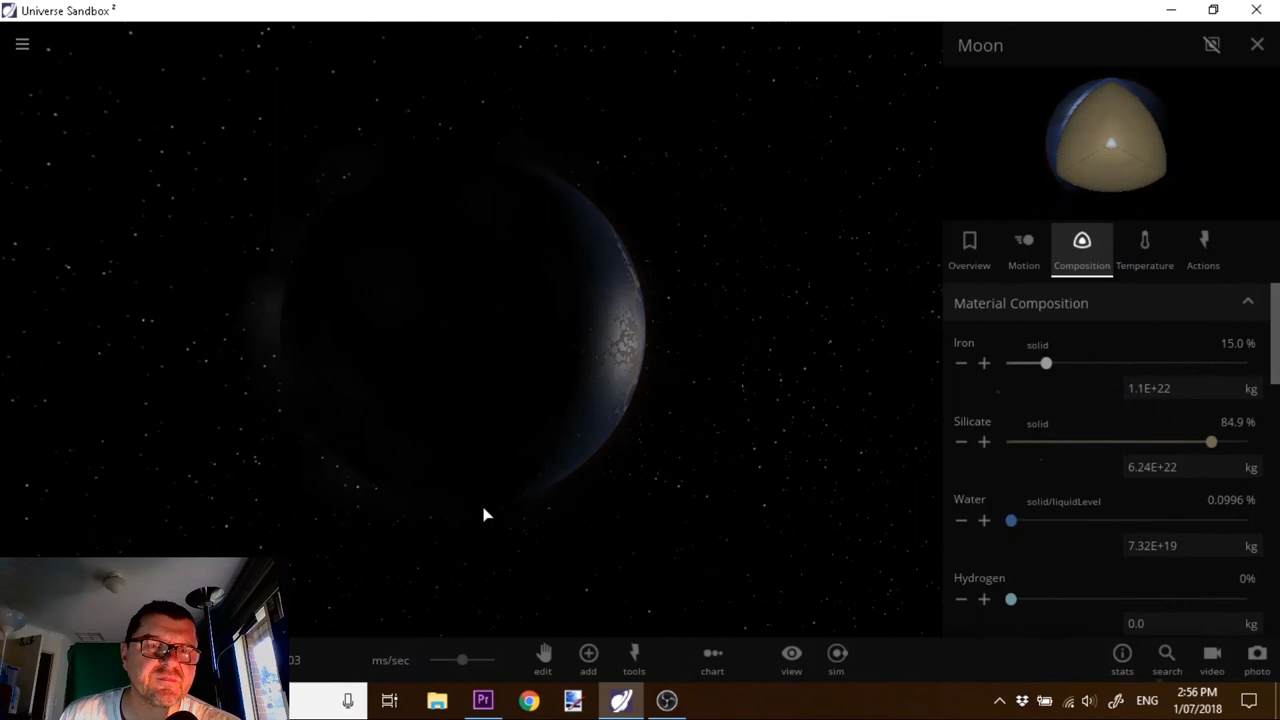 Universe Sandbox ²
Moon
Overview Motion Composition Temperature Actions
Material Composition
Iron solid 15.0 %
1.1E+22 kg
Silicate solid 84.9 %
6.24E+22 kg
Water solid/liquidLevel 0.0996 %
7.32E+19 kg
Hydrogen 0%
0.0 kg
03 ms/sec edit add tools chart view sim stats search video photo
Pr ENG 2:56 PM
1/07/2018